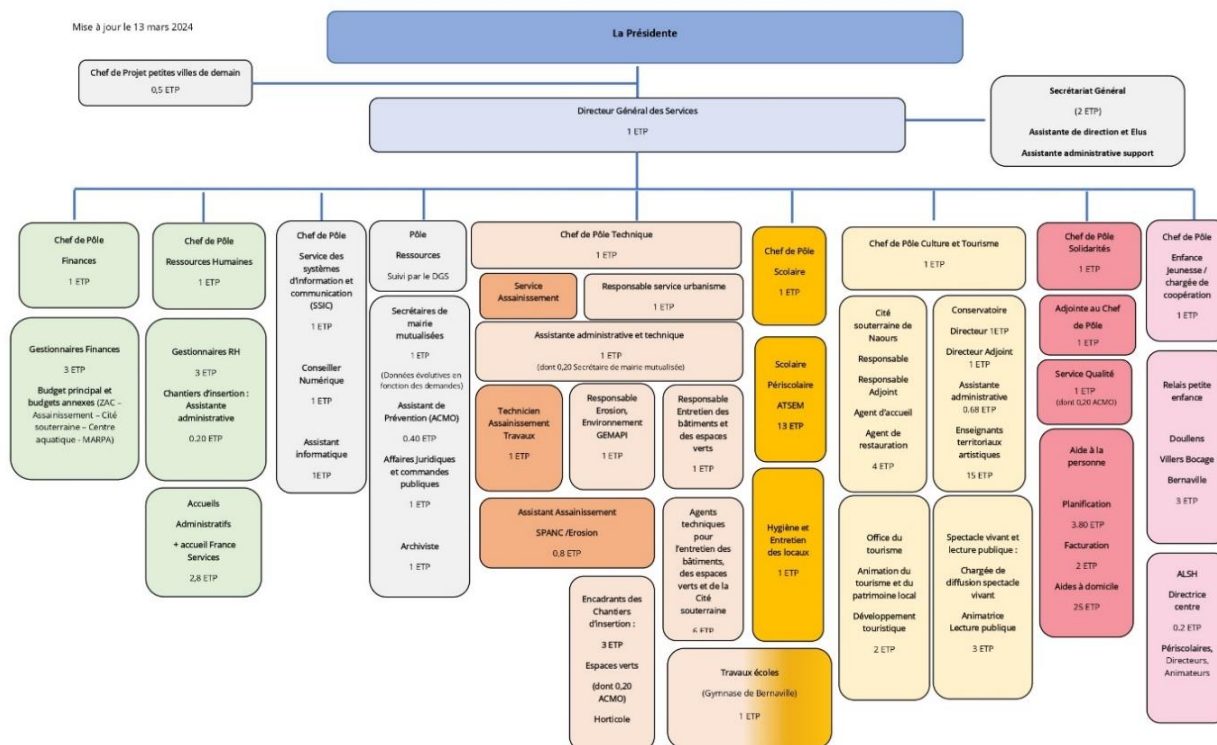 Mise à jour le 13 mars 2024
La Présidente
Chef de Projet petites villes de demain
0,5 ETP
Directeur Général des Services
1 ETP
Secrétariat Général
(2 ETP)
Assistante de direction et Elus
Assistante administrative support
Chef de Pôle
Finances
1 ETP
Gestionnaires Finances
3 ETP
Budget principal et
budgets annexes (ZAC –
Assainissement – Cité
souterraine – Centre
aquatique - MARPA)
Chef de Pôle
Ressources Humaines
1 ETP
Gestionnaires RH
3 ETP
Chantiers d'insertion :
Assistante
administrative
0.20 ETP
Accueils
Administratifs
+ accueil France
Services
2,8 ETP
Chef de Pôle
Service des
systèmes
d'information et
communication
(SSIC)
1 ETP
Conseiller
Numérique
1 ETP
Assistant
informatique
1ETP
Pôle
Ressources
Suivi par le DGS
Secrétaires de
mairie
mutualisées
1 ETP
(Données évolutives en
fonction des demandes)
Assistant de
Prévention (ACMO)
0.40 ETP
Affaires Juridiques
et commandes
publiques
1 ETP
Archiviste
1 ETP
Chef de Pôle Technique
1 ETP
Service
Assainissement
Responsable service urbanisme
1 ETP
Assistante administrative et technique
1 ETP
(dont 0,20 Secrétaire de mairie mutualisée)
Technicien
Assainissement
Travaux
1 ETP
Responsable
Erosion,
Environnement
GEMAPI
1 ETP
Responsable
Entretien des
bâtiments et
des espaces
verts
1 ETP
Assistant Assainissement
SPANC /Erosion
0,8 ETP
Agents
techniques
pour
l'entretien des
bâtiments,
des espaces
verts et de la
Cité
souterraine
6 ETP
Encadrants des
Chantiers
d'insertion :
3 ETP
Espaces verts
(dont 0,20
ACMO)
Horticole
Travaux écoles
(Gymnase de Bernaville)
1 ETP
Chef de Pôle
Scolaire
1 ETP
Scolaire
Périscolaire
ATSEM
13 ETP
Hygiène et
Entretien
des locaux
1 ETP
Chef de Pôle Culture et Tourisme
1 ETP
Cité
souterraine de
Naours
Responsable
Responsable
Adjoint
Agent d'accueil
Agent de
restauration
4 ETP
Conservatoire
Directeur 1ETP
Directeur Adjoint
1 ETP
Assistante
administrative
0.68 ETP
Enseignants
territoriaux
artistiques
15 ETP
Office du
tourisme
Animation du
tourisme et du
patrimoine local
Développement
touristique
2 ETP
Spectacle vivant et
lecture publique :
Chargée de
diffusion spectacle
vivant
Animatrice
Lecture publique
3 ETP
Chef de Pôle
Solidarités
1 ETP
Adjointe au Chef
de Pôle
1 ETP
Service Qualité
1 ETP
(dont 0,20 ACMO)
Aide à la
personne
Planification
3.80 ETP
Facturation
2 ETP
Aides à domicile
25 ETP
Chef de Pôle
Enfance
Jeunesse /
chargée de
coopération
1 ETP
Relais petite
enfance
Doullens
Villers Bocage
Bernaville
3 ETP
ALSH
Directrice
centre
0.2 ETP
Périscolaires,
Directeurs,
Animateurs